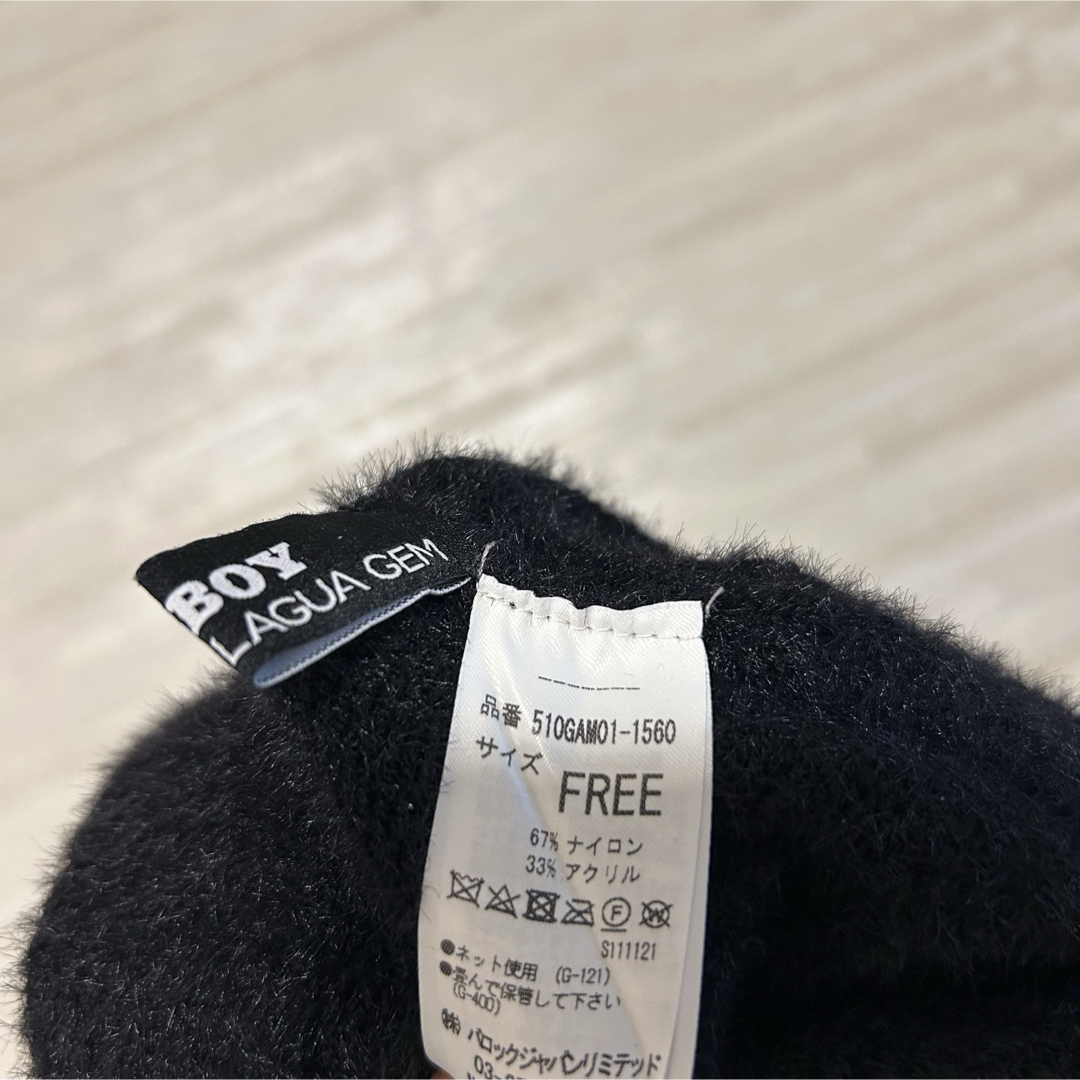 BOY
LAGUA GEM
品番 510GAM01-1560
サイズ
FREE
67% ナイロン
33% アクリル
F W
S111121
●ネット使用 (G-121)
●畳んで保管して下さい
(G-400)
㈱バロックジャパンリミテッド